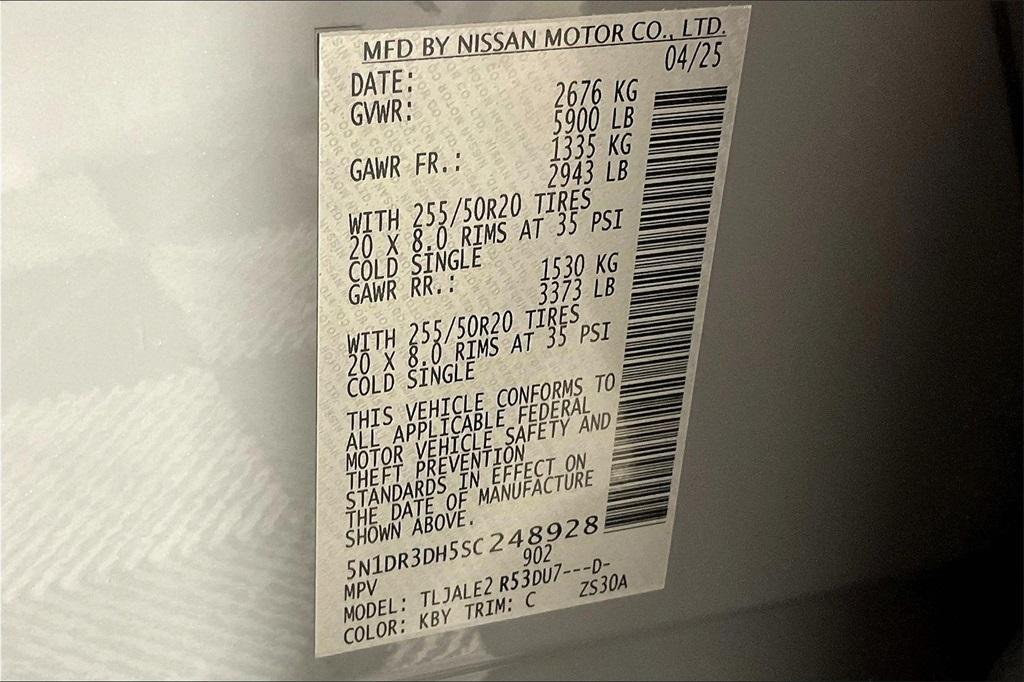 MFD BY NISSAN MOTOR CO., LTD.
DATE: 04/25
GVWR: 2676 KG
5900 LB
GAWR FR.: 1335 KG
2943 LB
WITH 255/50R20 TIRES
20 X 8.0 RIMS AT 35 PSI
COLD SINGLE
GAWR RR.: 1530 KG
3373 LB
WITH 255/50R20 TIRES
20 X 8.0 RIMS AT 35 PSI
COLD SINGLE
THIS VEHICLE CONFORMS TO
ALL APPLICABLE FEDERAL
MOTOR VEHICLE SAFETY AND
THEFT PREVENTION
STANDARDS IN EFFECT ON
THE DATE OF MANUFACTURE
SHOWN ABOVE.
5N1DR3DH5SC248928
MPV 902
MODEL: TLJALE2 R53DU7---D-
COLOR: KBY TRIM: C ZS30A